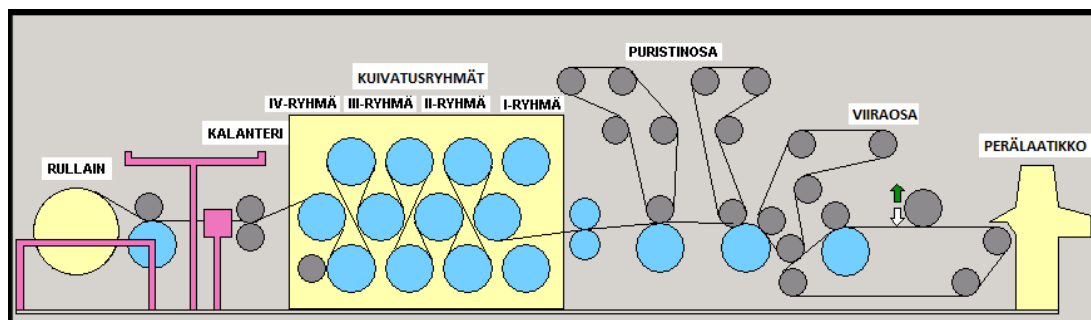 PURISTINOSA
KUIVATUSRYHMÄT
IV-RYHMÄ III-RYHMÄ II-RYHMÄ I-RYHMÄ
VIIRAOSA
KALANTERI
PERÄLAATIKKO
RULLAIN